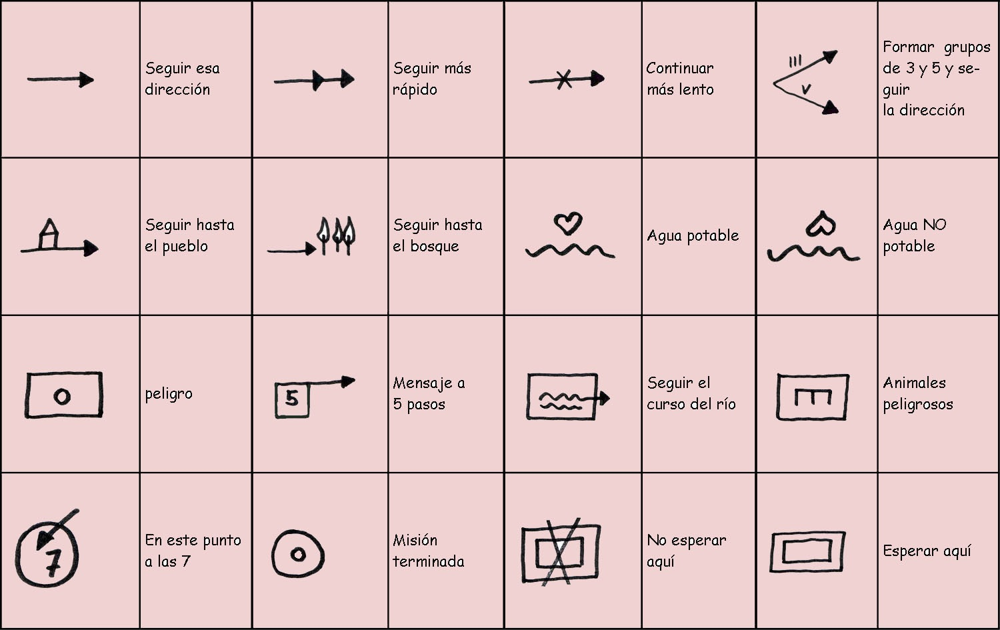 Seguir esa
dirección
Seguir más
rápido
Continuar
más lento
III
V
Formar grupos
de 3 y 5 y se-
guir
la dirección
Seguir hasta
el pueblo
Seguir hasta
el bosque
Agua potable
Agua NO
potable
peligro
5
Mensaje a
5 pasos
Seguir el
curso del río
Animales
peligrosos
7
En este punto
a las 7
Misión
terminada
No esperar
aquí
Esperar aquí